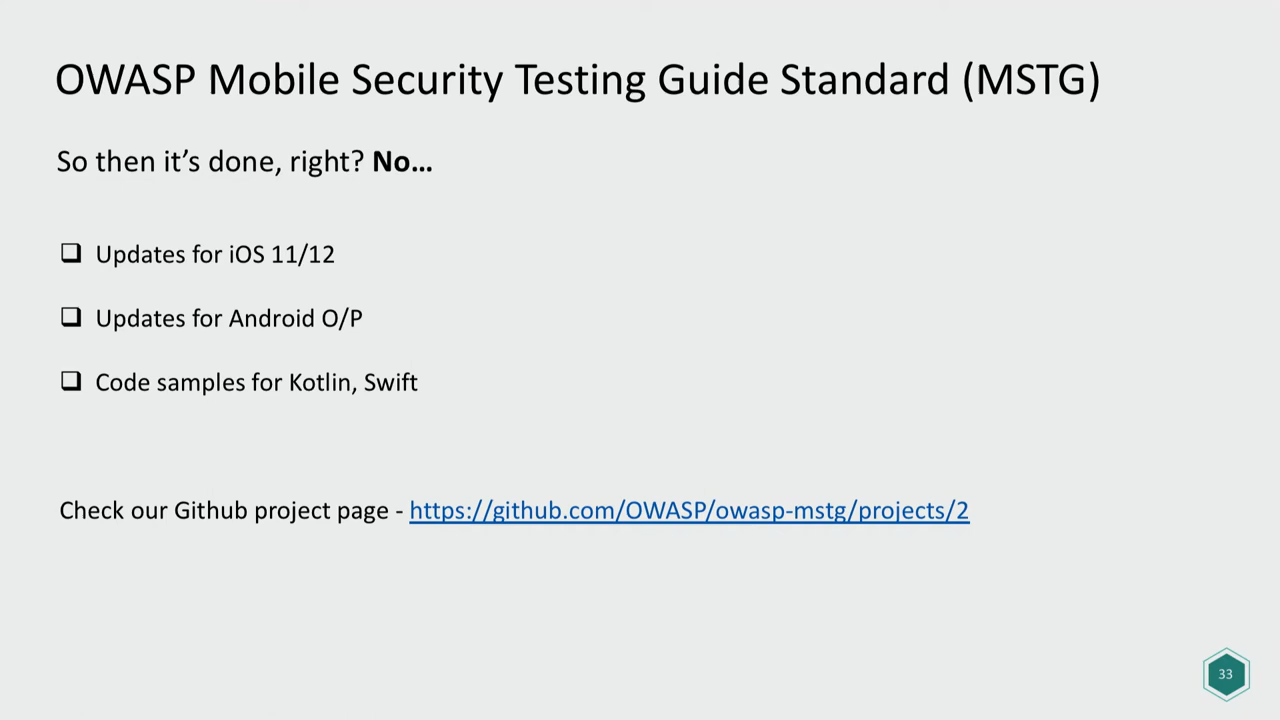 OWASP Mobile Security Testing Guide Standard (MSTG)
So then it’s done, right? No…
❑ Updates for iOS 11/12
❑ Updates for Android O/P
❑ Code samples for Kotlin, Swift
Check our Github project page - https://github.com/OWASP/owasp-mstg/projects/2
33